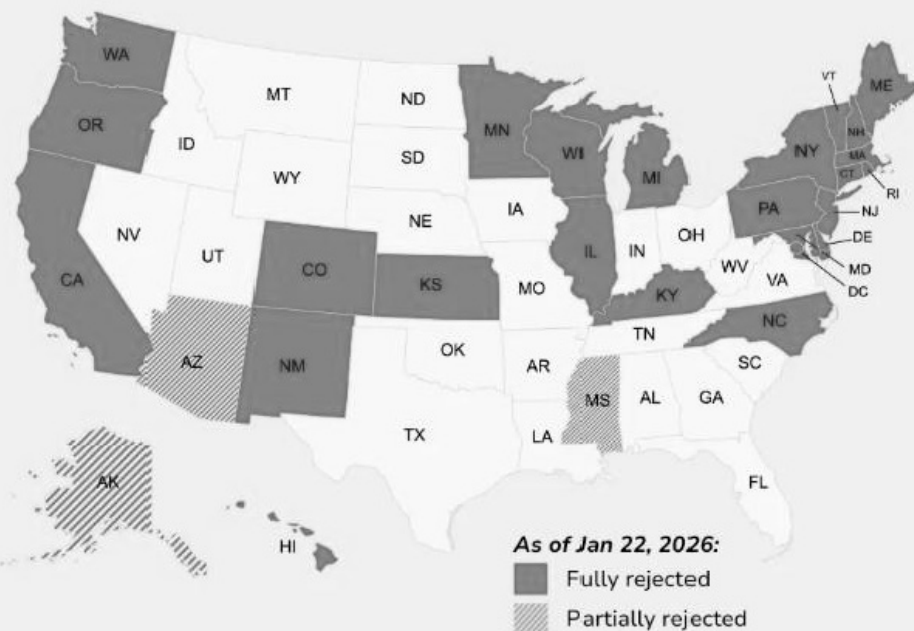 WA
MT
ND
MN
VT
ME
OR
ID
SD
WI
NY
NH
MA
WY
MI
CT
RI
NE
IA
PA
NJ
NV
UT
CO
KS
MO
IL
IN
OH
WV
VA
DE
MD
DC
CA
KY
NC
TN
AZ
NM
OK
AR
SC
MS
AL
GA
TX
LA
FL
AK
HI
As of Jan 22, 2026:
Fully rejected
Partially rejected